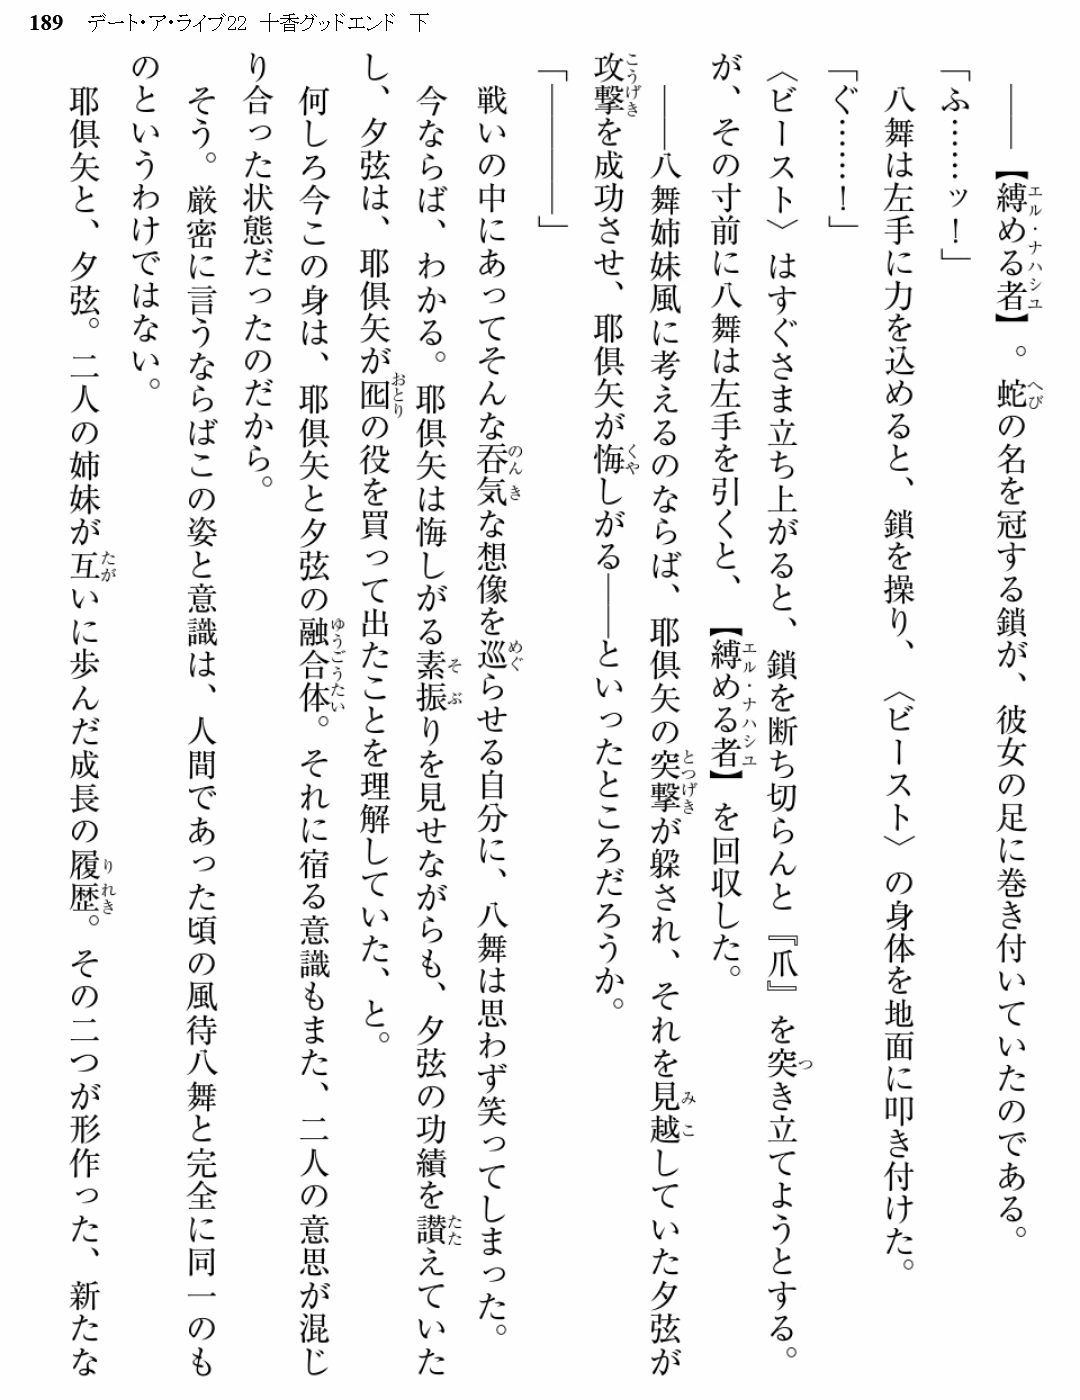 189 デート・ア・ライブ22 十香グッドエンド 下
――【縛める者】。蛇の名を冠する鎖が、彼女の足に巻き付いていたのである。
「ふ……ッ！」
八舞は左手に力を込めると、鎖を操り、〈ビースト〉の身体を地面に叩き付けた。
「ぐ……！」
〈ビースト〉はすぐさま立ち上がると、鎖を断ち切らんと『爪』を突き立てようとする。
が、その寸前に八舞は左手を引くと、【縛める者】を回収した。
――八舞姉妹風に考えるのならば、耶倶矢の突撃が躱され、それを見越していた夕弦が
攻撃を成功させ、耶倶矢が悔しがる――といったところだろうか。
「――――」
戦いの中にあってそんな呑気な想像を巡らせる自分に、八舞は思わず笑ってしまった。
今ならば、わかる。耶倶矢は悔しがる素振りを見せながらも、夕弦の功績を讃えていた
し、夕弦は、耶倶矢が囮の役を買って出たことを理解していた、と。
何しろ今この身は、耶倶矢と夕弦の融合体。それに宿る意識もまた、二人の意思が混じ
り合った状態だったのだから。
そう。厳密に言うならばこの姿と意識は、人間であった頃の風待八舞と完全に同一のも
のというわけではない。
耶倶矢と、夕弦。二人の姉妹が互いに歩んだ成長の履歴。その二つが形作った、新たな